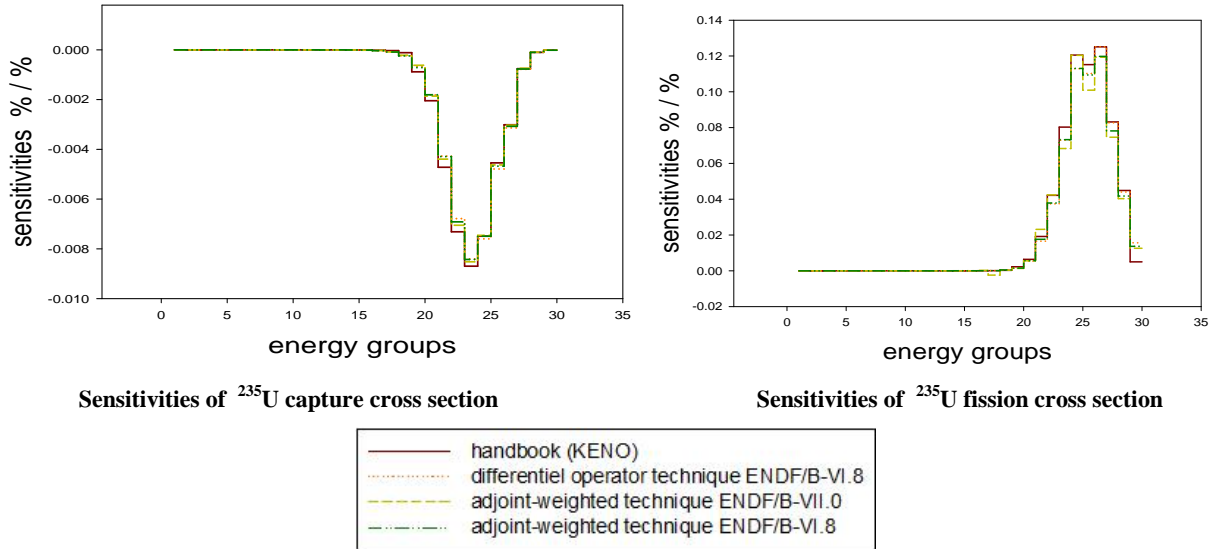 sensitivities % / %
0.000
-0.002
-0.004
-0.006
-0.008
-0.010
0 5 10 15 20 25 30 35
energy groups
Sensitivities of 235U capture cross section
sensitivities % / %
0.14
0.12
0.10
0.08
0.06
0.04
0.02
0.00
-0.02
0 5 10 15 20 25 30 35
energy groups
Sensitivities of 235U fission cross section
handbook (KENO)
differentiel operator technique ENDF/B-VI.8
adjoint-weighted technique ENDF/B-VII.0
adjoint-weighted technique ENDF/B-VI.8